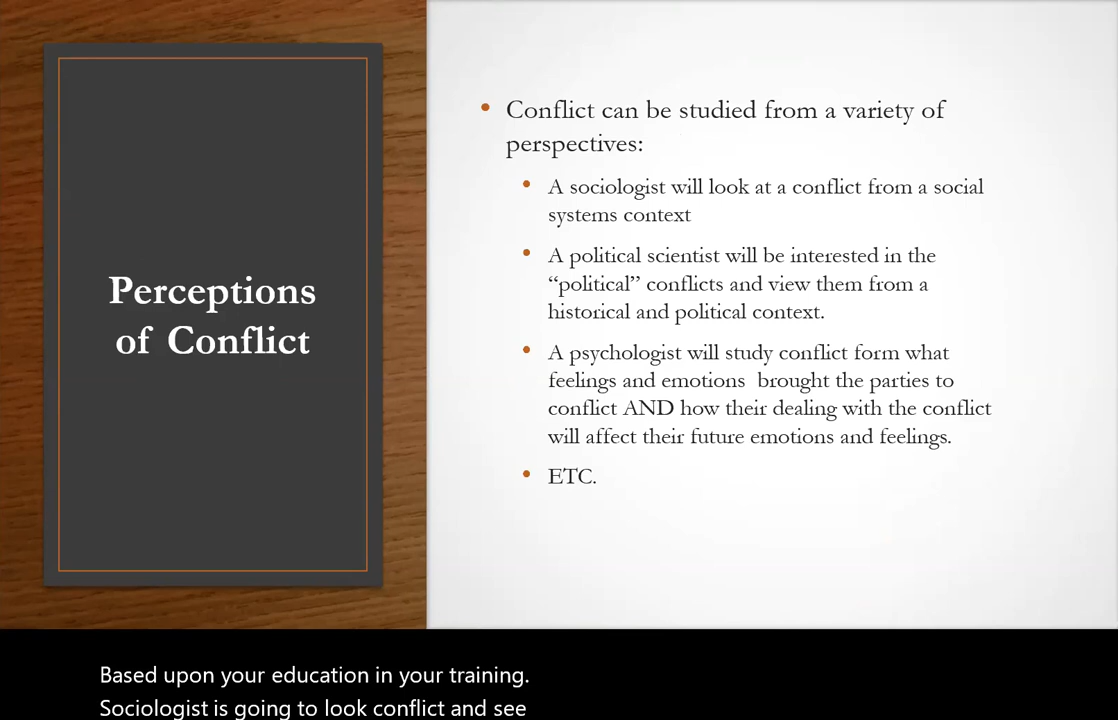 Perceptions
of Conflict
• Conflict can be studied from a variety of
perspectives:
• A sociologist will look at a conflict from a social
systems context
• A political scientist will be interested in the
“political” conflicts and view them from a
historical and political context.
• A psychologist will study conflict form what
feelings and emotions  brought the parties to
conflict AND how their dealing with the conflict
will affect their future emotions and feelings.
• ETC.
Based upon your education in your training.
Sociologist is going to look conflict and see